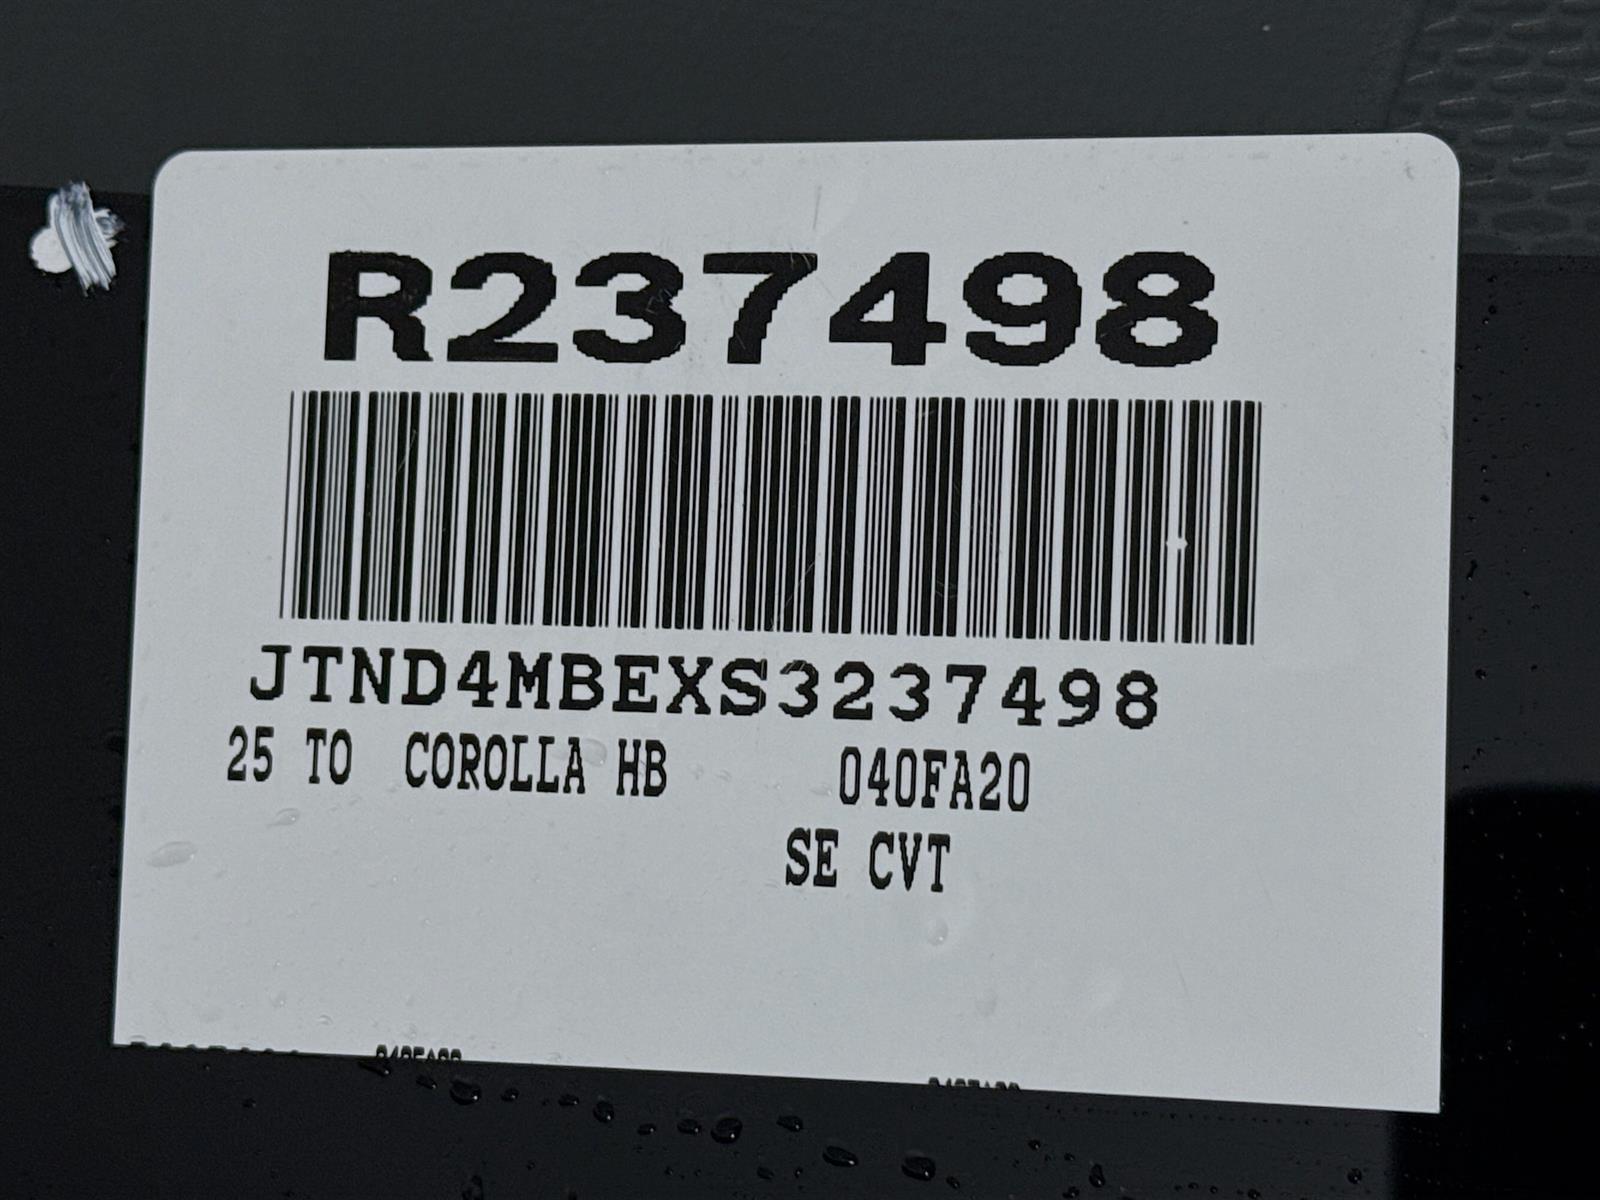 R237498
JTND4MBEXS3237498
25 TO COROLLA HB 040FA20
SE CVT